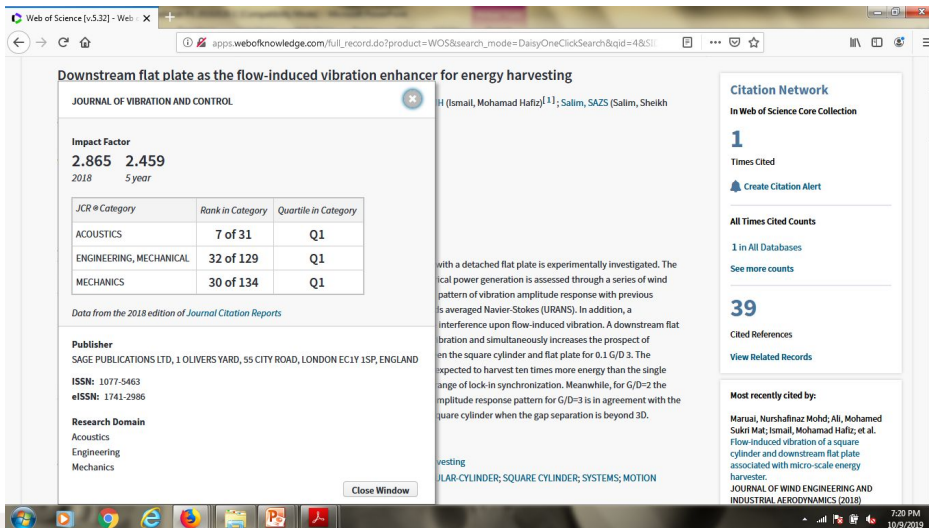 Web of Science [v.5.32] - Web
apps.webofknowledge.com/full_record.do?product=WOS&search_mode=DaisyOneClickSearch&qid=4&SI
Downstream flat plate as the flow-induced vibration enhancer for energy harvesting
JOURNAL OF VIBRATION AND CONTROL
H (Ismail, Mohamad Hafiz)[1]; Salim, SAZS (Salim, Sheikh
Impact Factor
2.865 2.459
2018 5 year
JCR ® Category Rank in Category Quartile in Category
ACOUSTICS 7 of 31 Q1
ENGINEERING, MECHANICAL 32 of 129 Q1
MECHANICS 30 of 134 Q1
Data from the 2018 edition of Journal Citation Reports
Publisher
SAGE PUBLICATIONS LTD, 1 OLIVERS YARD, 55 CITY ROAD, LONDON EC1Y 1SP, ENGLAND
ISSN: 1077-5463
eISSN: 1741-2986
Research Domain
Acoustics
Engineering
Mechanics
Close Window
with a detached flat plate is experimentally investigated. The
ical power generation is assessed through a series of wind
pattern of vibration amplitude response with previous
ds averaged Navier-Stokes (URANS). In addition, a
interference upon flow-induced vibration. A downstream flat
ibration and simultaneously increases the prospect of
en the square cylinder and flat plate for 0.1 G/D 3. The
expected to harvest ten times more energy than the single
range of lock-in synchronization. Meanwhile, for G/D=2 the
mplitude response pattern for G/D=3 is in agreement with the
quare cylinder when the gap separation is beyond 3D.
vesting
ULAR-CYLINDER; SQUARE CYLINDER; SYSTEMS; MOTION
Citation Network
In Web of Science Core Collection
1
Times Cited
Create Citation Alert
All Times Cited Counts
1 in All Databases
See more counts
39
Cited References
View Related Records
Most recently cited by:
Maruai, Nurshafinaz Mohd; Ali, Mohamed
Sukri Mat; Ismail, Mohamad Hafiz; et al.
Flow-induced vibration of a square
cylinder and downstream flat plate
associated with micro-scale energy
harvester.
JOURNAL OF WIND ENGINEERING AND
INDUSTRIAL AERODYNAMICS (2018)
7:20 PM
10/9/2019